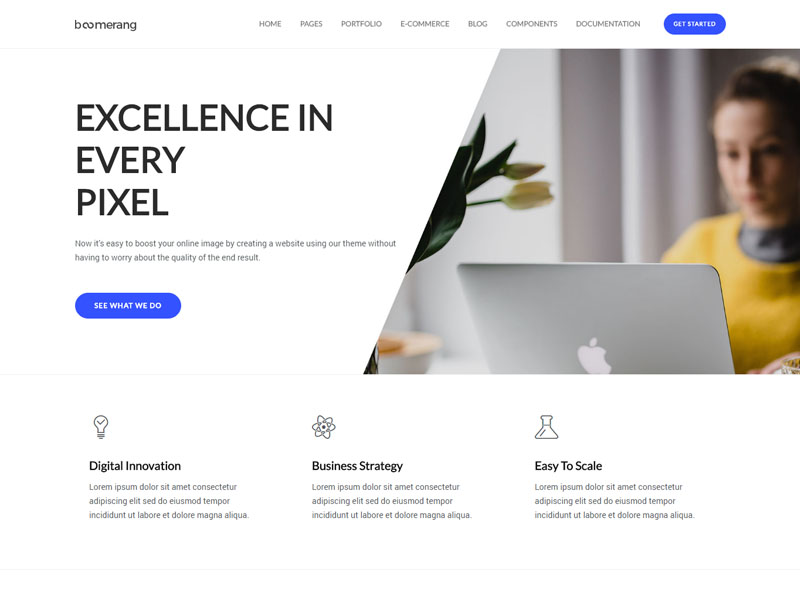 boomerang
HOME PAGES PORTFOLIO E-COMMERCE BLOG COMPONENTS DOCUMENTATION GET STARTED
EXCELLENCE IN
EVERY
PIXEL
Now it's easy to boost your online image by creating a website using our theme without
having to worry about the quality of the end result.
SEE WHAT WE DO
Digital Innovation
Lorem ipsum dolor sit amet consectetur
adipiscing elit sed do eiusmod tempor
incididunt ut labore et dolore magna aliqua.
Business Strategy
Lorem ipsum dolor sit amet consectetur
adipiscing elit sed do eiusmod tempor
incididunt ut labore et dolore magna aliqua.
Easy To Scale
Lorem ipsum dolor sit amet consectetur
adipiscing elit sed do eiusmod tempor
incididunt ut labore et dolore magna aliqua.